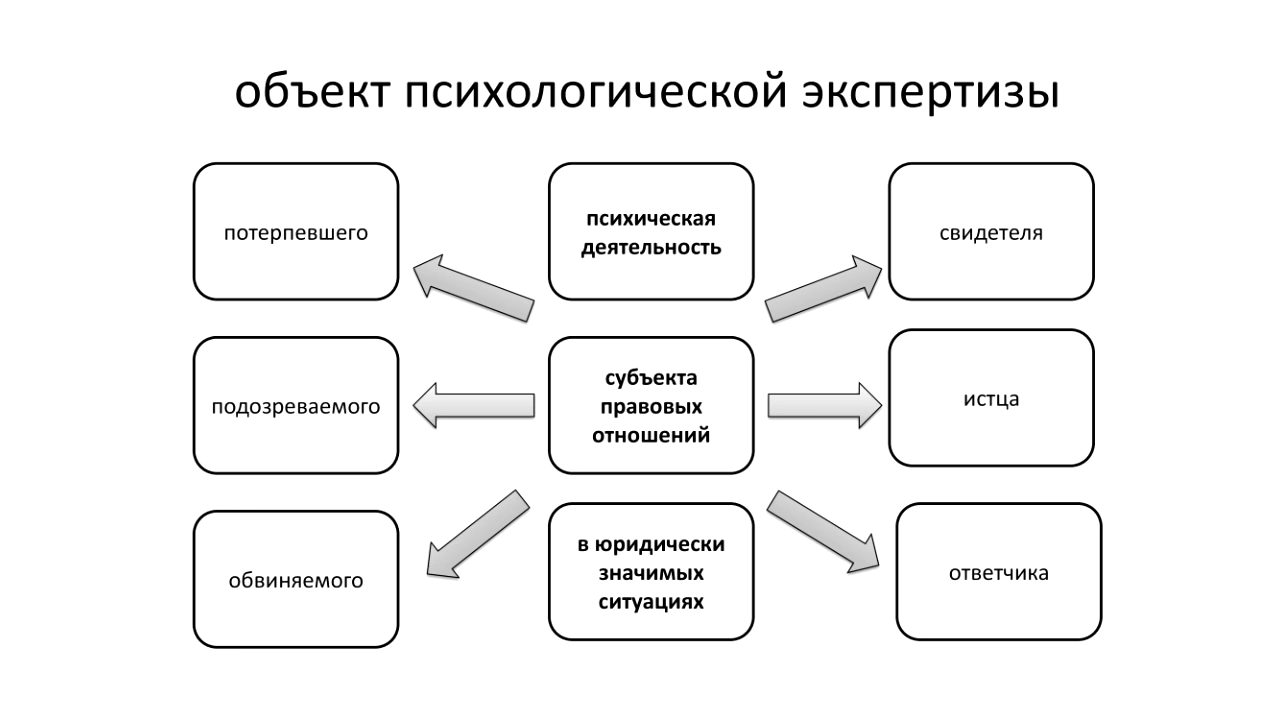 объект психологической экспертизы
потерпевшего
психическая
деятельность
свидетеля
подозреваемого
субъекта
правовых
отношений
истца
обвиняемого
в юридически
значимых
ситуациях
ответчика